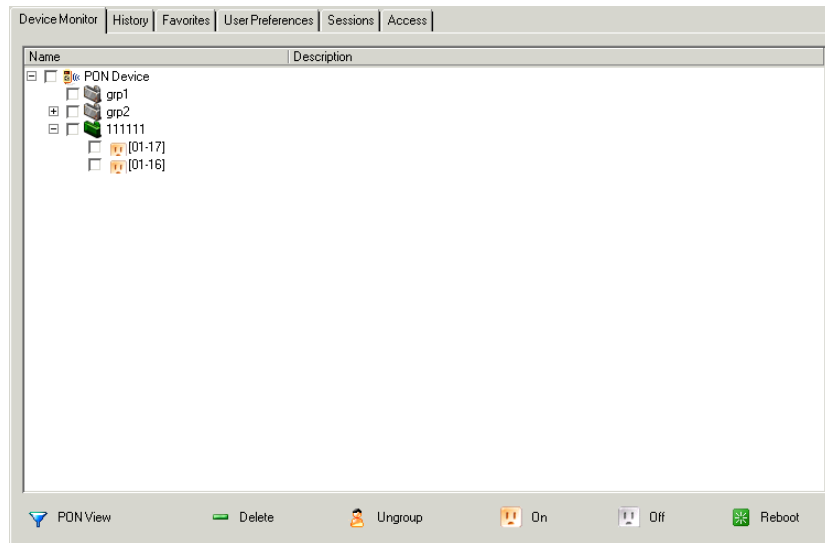 Device Monitor History Favorites User Preferences Sessions Access
Name Description
PON Device
grp1
grp2
111111
[01-17]
[01-16]
PON View Delete Ungroup On Off Reboot